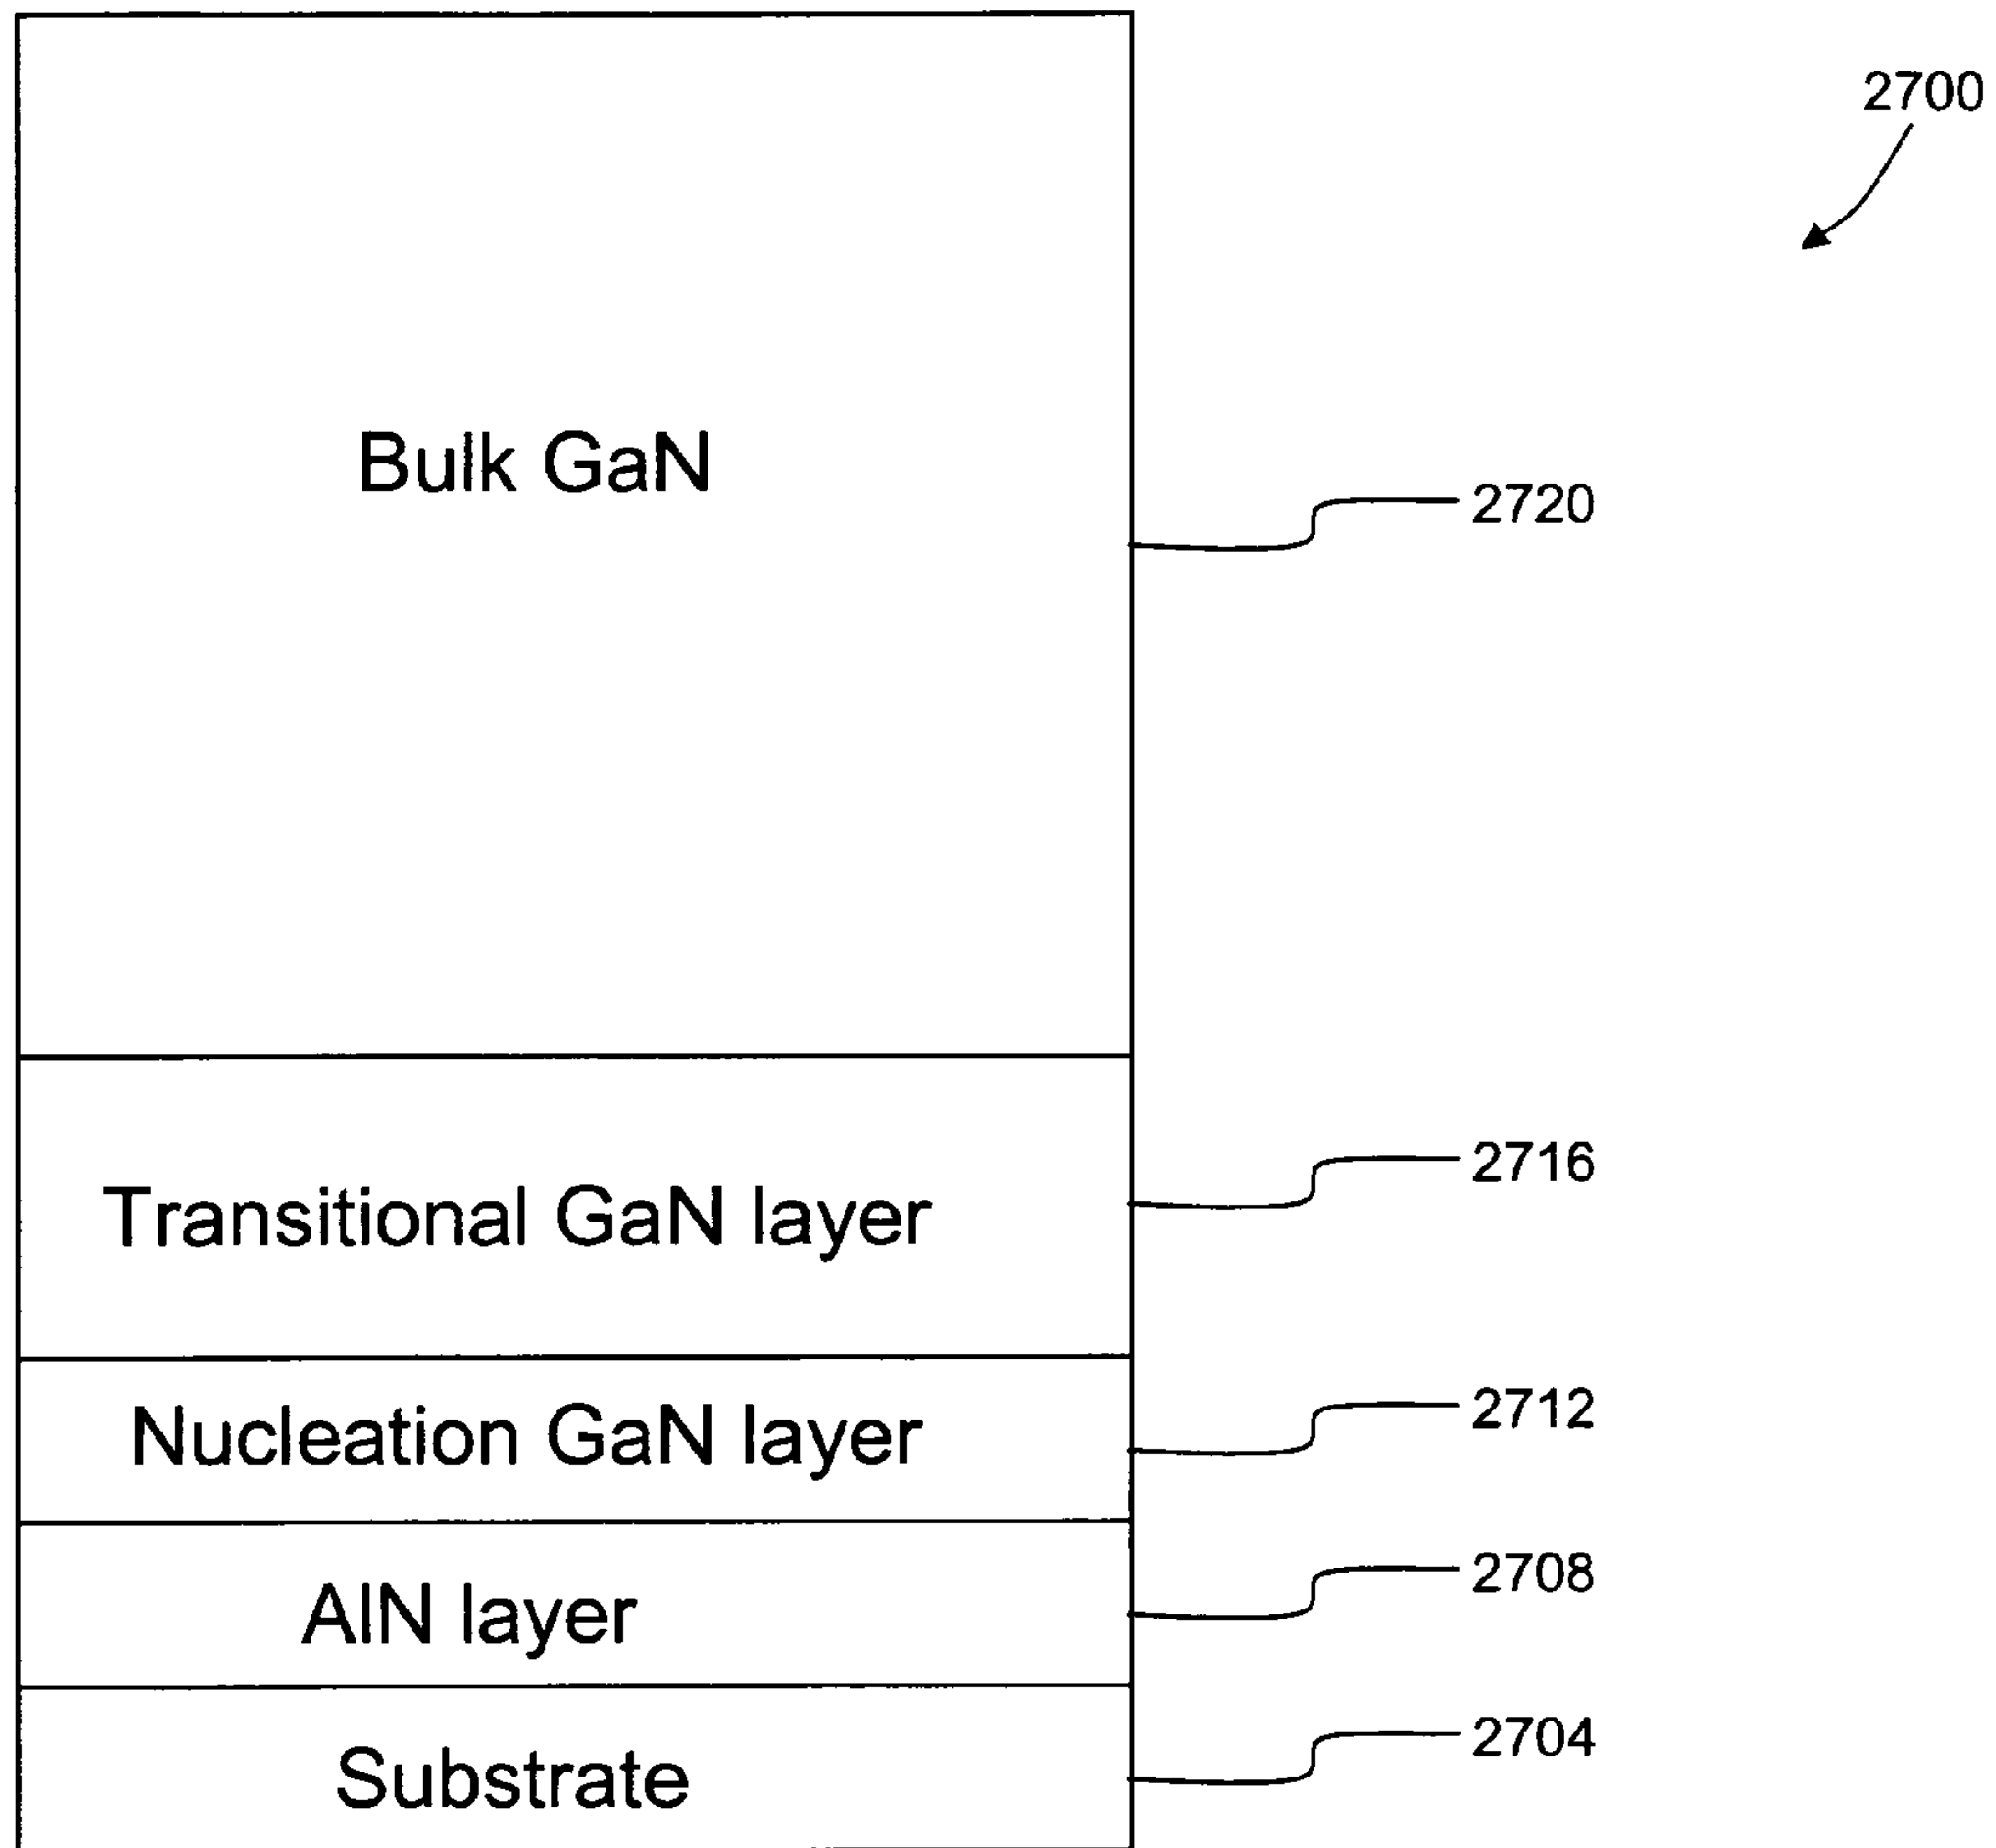 2700
Bulk GaN
2720
Transitional GaN layer
2716
Nucleation GaN layer
2712
AlN layer
2708
Substrate
2704